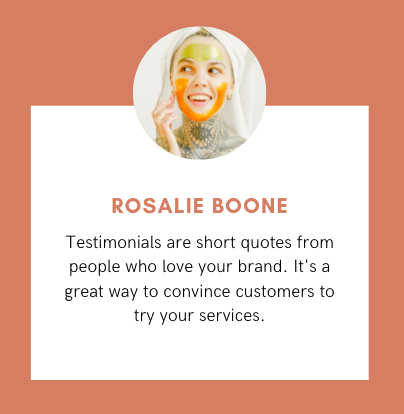 ROSALIE BOONE
Testimonials are short quotes from
people who love your brand. It's a
great way to convince customers to
try your services.